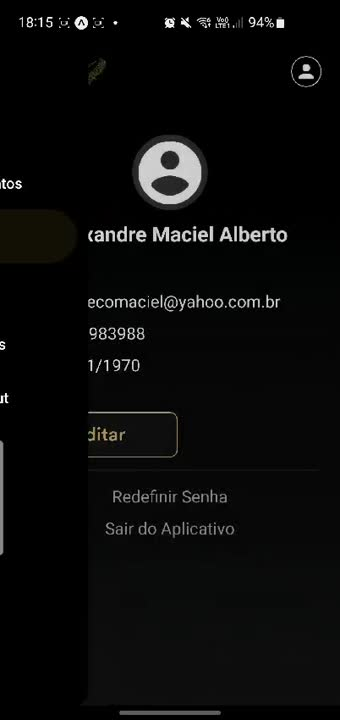 18:15 94%
tos
xandre Maciel Alberto
ecomaciel@yahoo.com.br
983988
1/1970
s
ut
ditar
Redefinir Senha
Sair do Aplicativo